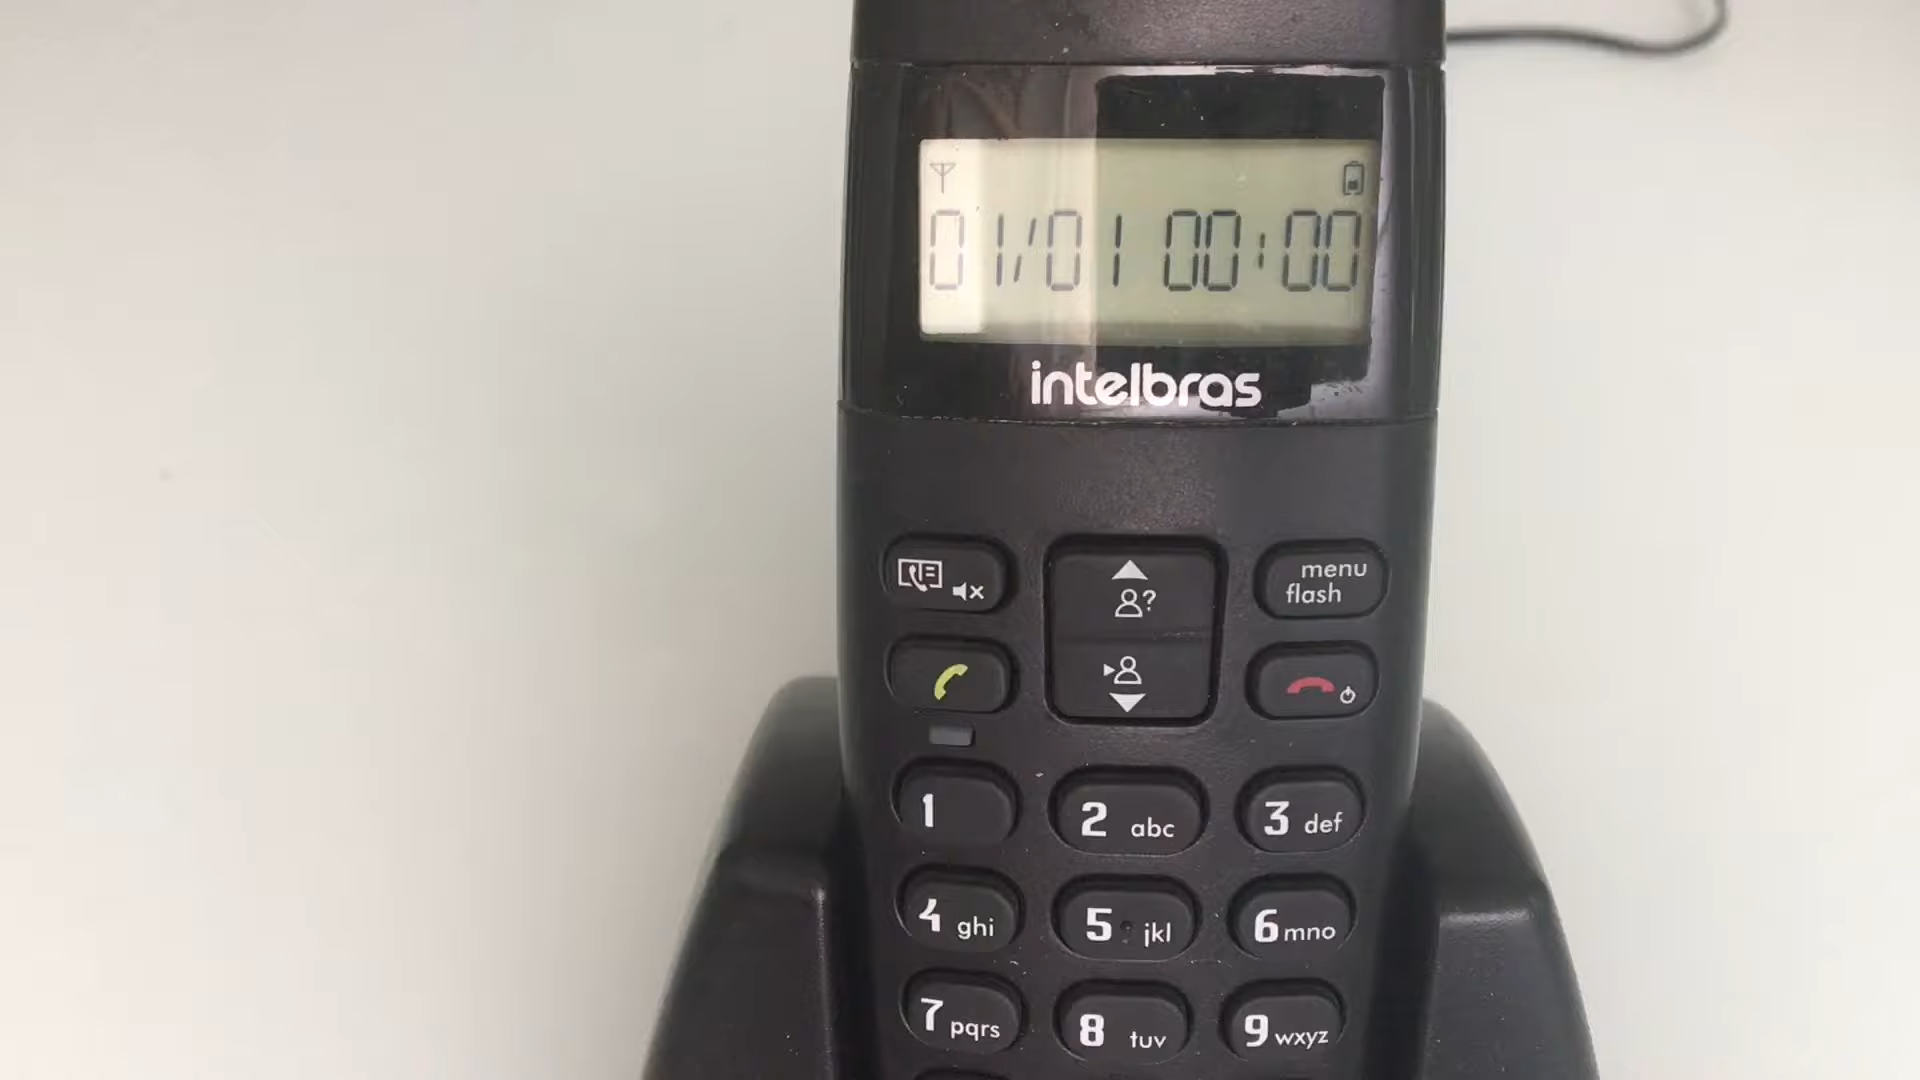 01/01 00:00
intelbras
menu
flash
1
2 abc
3 def
4 ghi
5 jkl
6 mno
7 pqrs
8 tuv
9 wxyz